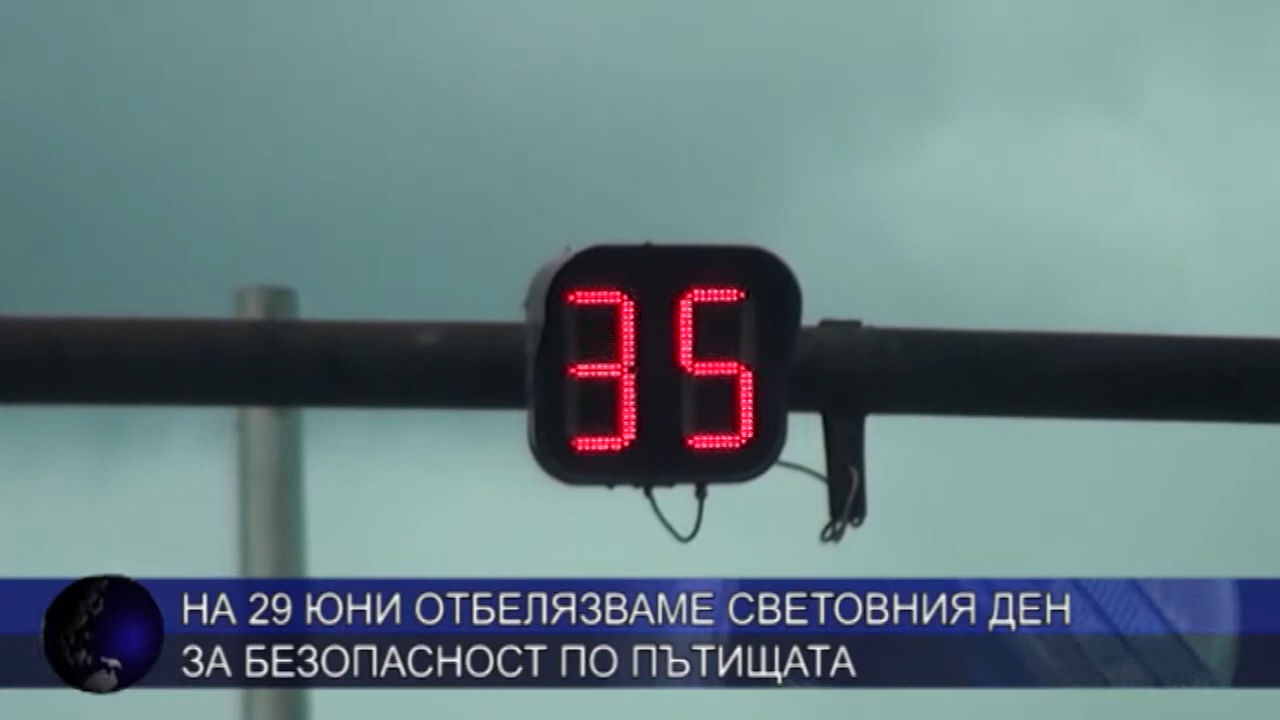 35
НА 29 ЮНИ ОТБЕЛЯЗВАМЕ СВЕТОВНИЯ ДЕН
ЗА БЕЗОПАСНОСТ ПО ПЪТИЩАТА